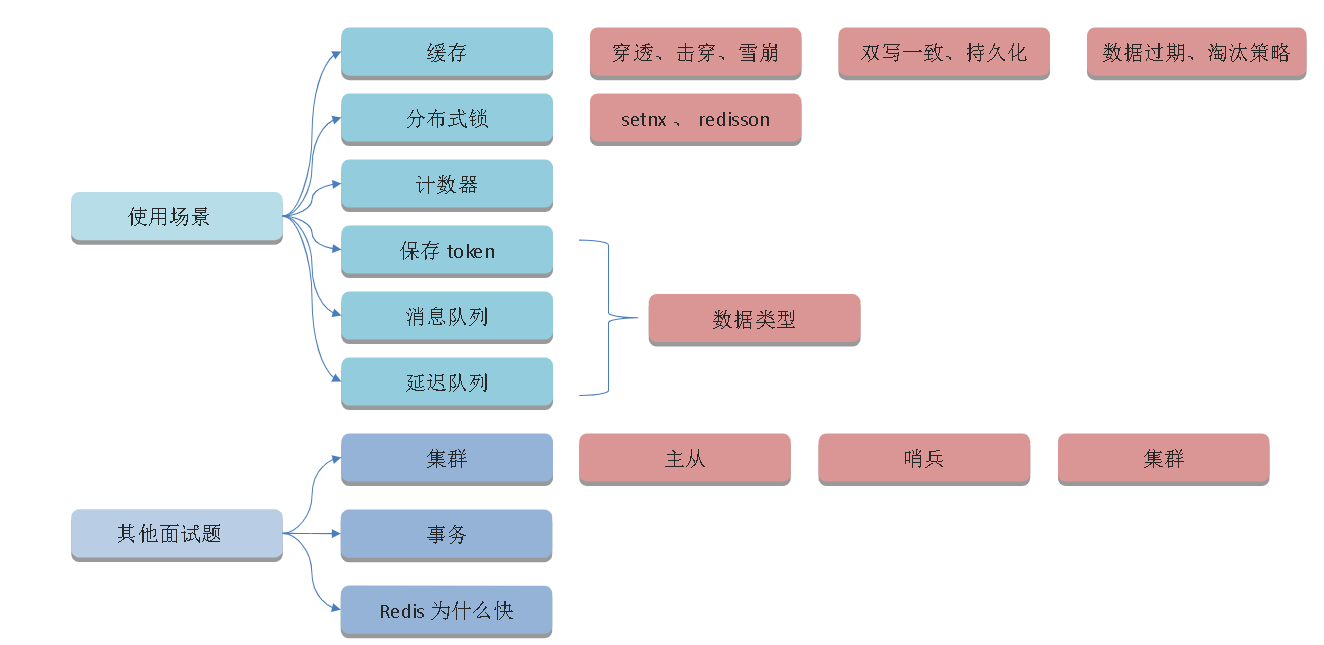 缓存
穿透、击穿、雪崩
双写一致、持久化
数据过期、淘汰策略
分布式锁
setnx 、 redisson
计数器
使用场景
保存 token
消息队列
数据类型
延迟队列
集群
主从
哨兵
集群
其他面试题
事务
Redis 为什么快